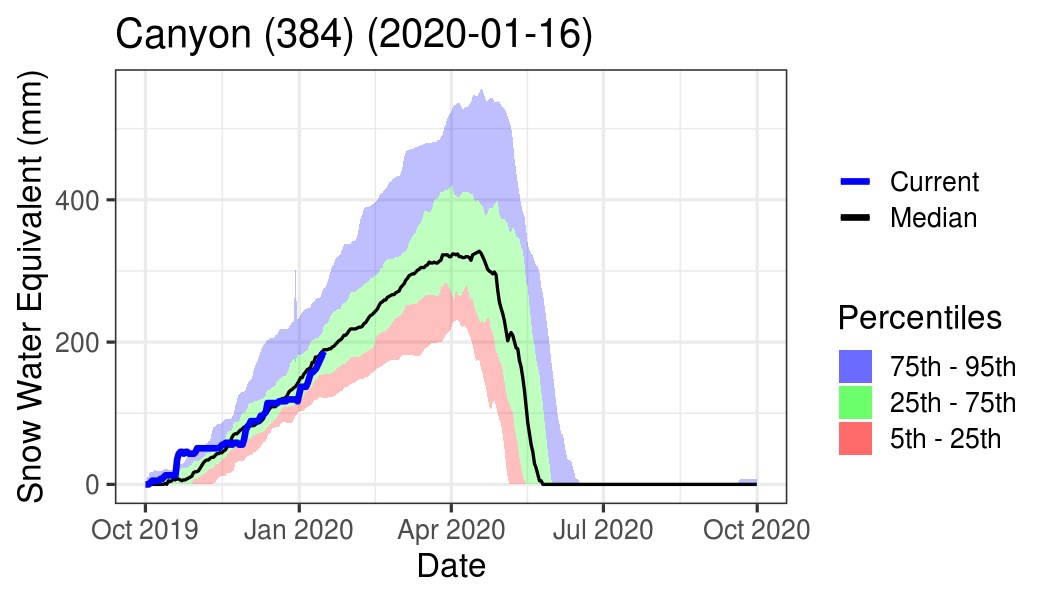 Canyon (384) (2020-01-16)
Snow Water Equivalent (mm)
400
200
0
Oct 2019
Jan 2020
Apr 2020
Jul 2020
Oct 2020
Date
Current
Median
Percentiles
75th - 95th
25th - 75th
5th - 25th